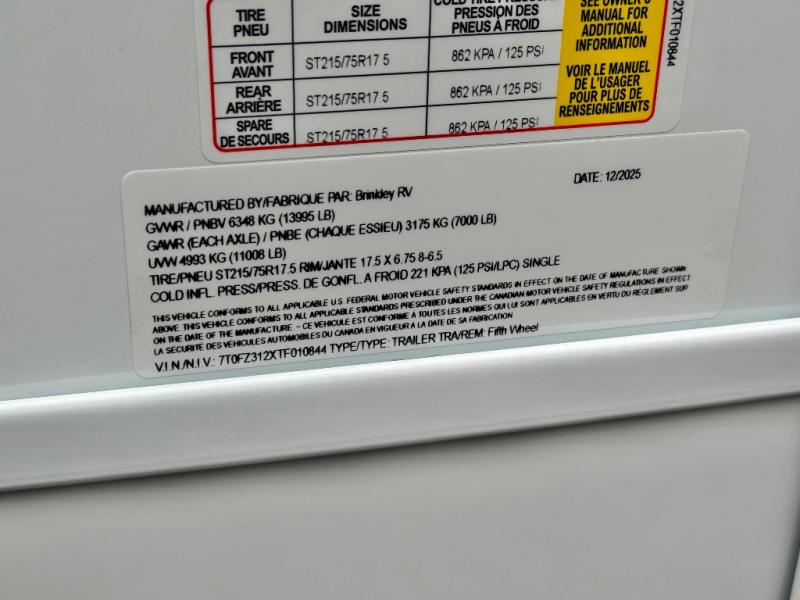 TIRE PNEU
SIZE DIMENSIONS
COLD TIRE PRESSURE PRESSION DES PNEUS À FROID
FRONT AVANT
ST215/75R17 5
862 KPA / 125 PSI
REAR ARRIÈRE
ST215/75R17 5
862 KPA / 125 PSI
SPARE DE SECOURS
ST215/75R17 5
862 KPA / 125 PSI
SEE OWNER'S
MANUAL FOR
ADDITIONAL
INFORMATION
VOIR LE MANUEL
DE L'USAGER
POUR PLUS DE
RENSEIGNEMENTS
2XTF010844
MANUFACTURED BY/FABRIQUE PAR: Brinkley RV
DATE: 12/2025
GVWR / PNBV 6348 KG (13995 LB)
GAWR (EACH AXLE) / PNBE (CHAQUE ESSIEU) 3175 KG (7000 LB)
UVW 4993 KG (11008 LB)
TIRE/PNEU ST215/75R17.5 RIM/JANTE 17.5 X 6.75 8-6.5
COLD INFL. PRESS/PRESS. DE GONFL. A FROID 221 KPA (125 PSI/LPC) SINGLE
THIS VEHICLE CONFORMS TO ALL APPLICABLE U.S. FEDERAL MOTOR VEHICLE SAFETY STANDARDS IN EFFECT ON THE DATE OF MANUFACTURE SHOWN
ABOVE THIS VEHICLE CONFORMS TO ALL APPLICABLE STANDARDS PRESCRIBED UNDER THE CANADIAN MOTOR VEHICLE SAFETY REGULATIONS IN EFFECT
ON THE DATE OF THE MANUFACTURE - CE VEHICULE EST CONFORME À TOUTES LES NORMES QUI LUI SONT APPLICABLES EN VERTU DU REGLEMENT SUR
LA SÉCURITÉ DES VEHICULES AUTOMOBILES DU CANADA EN VIGUEUR A LA DATE DE SA FABRICATION
V.I.N./N.I.V.: 7T0FZ312XTF010844 TYPE/TYPE: TRAILER TRA/REM: Fifth Wheel